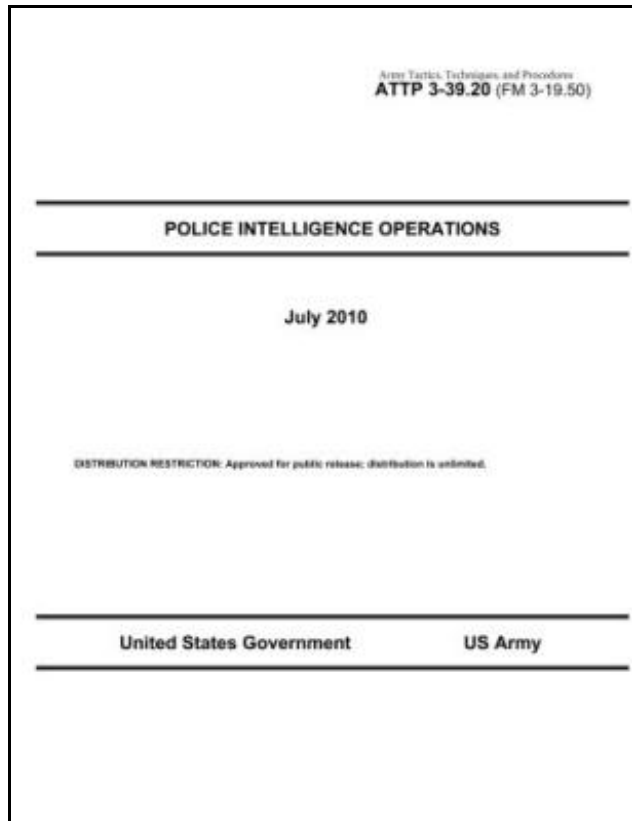 Army Tactics, Techniques, and Procedures
ATTP 3-39.20 (FM 3-19.50)
POLICE INTELLIGENCE OPERATIONS
July 2010
DISTRIBUTION RESTRICTION: Approved for public release; distribution is unlimited.
United States Government US Army